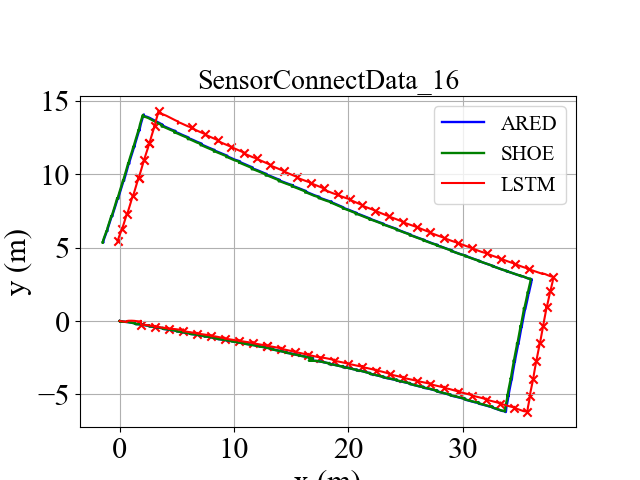 SensorConnectData_16
15
10
5
0
−5
y (m)
ARED
SHOE
LSTM
0
10
20
30
x (m)